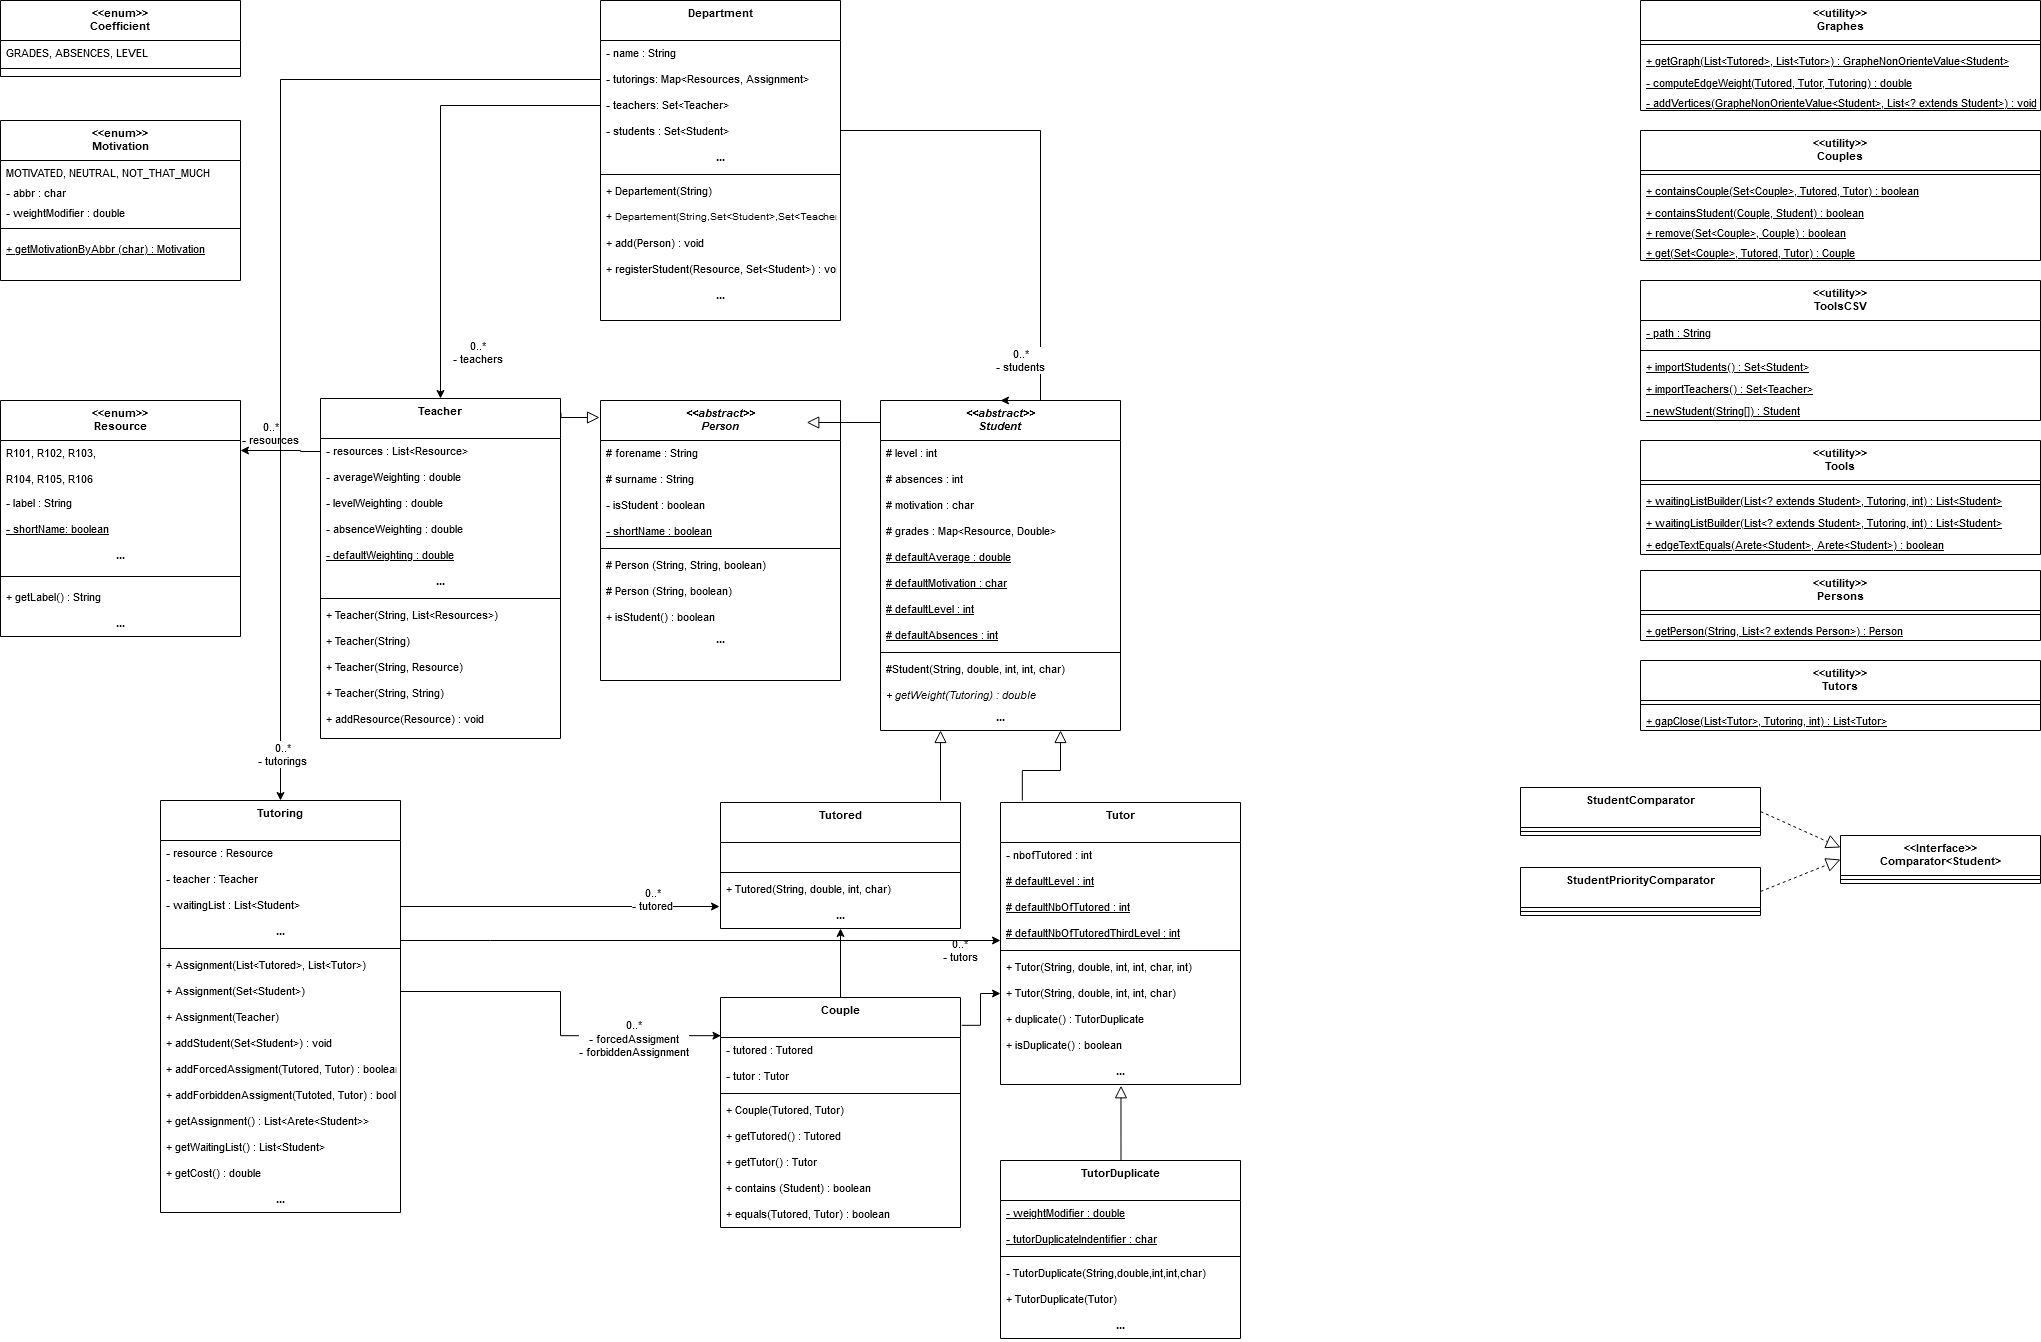 <<enum>>
Coefficient
GRADES, ABSENCES, LEVEL
<<enum>>
Motivation
MOTIVATED, NEUTRAL, NOT_THAT_MUCH
- abbr : char
- weightModifier : double
+ getMotivationByAbbr (char) : Motivation
Department
- name : String
- tutorings: Map<Resources, Assignment>
- teachers: Set<Teacher>
- students : Set<Student>
...
+ Departement(String)
+ Departement(String,Set<Student>,Set<Teache
+ add(Person) : void
+ registerStudent(Resource, Set<Student>) : vo
...
0..*
- teachers
0..*
- students
<<enum>>
Resource
R101, R102, R103,
R104, R105, R106
- label : String
- shortName: boolean
...
+ getLabel() : String
...
0..*
- resources
Teacher
- resources : List<Resource>
- averageWeighting : double
- levelWeighting : double
- absenceWeighting : double
- defaultWeighting : double
...
+ Teacher(String, List<Resources>)
+ Teacher(String)
+ Teacher(String, Resource)
+ Teacher(String, String)
+ addResource(Resource) : void
<<abstract>>
Person
# forename : String
# surname : String
- isStudent : boolean
- shortName : boolean
# Person (String, String, boolean)
# Person (String, boolean)
+ isStudent() : boolean
...
<<abstract>>
Student
# level : int
# absences : int
# motivation : char
# grades : Map<Resource, Double>
# defaultAverage : double
# defaultMotivation : char
# defaultLevel : int
# defaultAbsences : int
#Student(String, double, int, int, char)
+ getWeight(Tutoring) : double
...
0..*
- tutorings
Tutoring
- resource : Resource
- teacher : Teacher
- waitingList : List<Student>
...
+ Assignment(List<Tutored>, List<Tutor>)
+ Assignment(Set<Student>)
+ Assignment(Teacher)
+ addStudent(Set<Student>) : void
+ addForcedAssigment(Tutored, Tutor) : boolea
+ addForbiddenAssigment(Tutoted, Tutor) : bool
+ getAssignment() : List<Arete<Student>>
+ getWaitingList() : List<Student>
+ getCost() : double
...
0..*
- tutored
0..*
- tutors
0..*
- forcedAssigment
- forbiddenAssignment
Tutored
+ Tutored(String, double, int, char)
...
Couple
- tutored : Tutored
- tutor : Tutor
+ Couple(Tutored, Tutor)
+ getTutored() : Tutored
+ getTutor() : Tutor
+ contains (Student) : boolean
+ equals(Tutored, Tutor) : boolean
Tutor
- nbofTutored : int
# defaultLevel : int
# defaultNbOfTutored : int
# defaultNbOfTutoredThirdLevel : int
+ Tutor(String, double, int, int, char, int)
+ Tutor(String, double, int, int, char)
+ duplicate() : TutorDuplicate
+ isDuplicate() : boolean
...
TutorDuplicate
- weightModifier : double
- tutorDuplicateIndentifier : char
- TutorDuplicate(String,double,int,int,char)
+ TutorDuplicate(Tutor)
...
<<utility>>
Graphes
+ getGraph(List<Tutored>, List<Tutor>) : GrapheNonOrienteValue<Student>
- computeEdgeWeight(Tutored, Tutor, Tutoring) : double
- addVertices(GrapheNonOrienteValue<Student>, List<? extends Student>) : void
<<utility>>
Couples
+ containsCouple(Set<Couple>, Tutored, Tutor) : boolean
+ containsStudent(Couple, Student) : boolean
+ remove(Set<Couple>, Couple) : boolean
+ get(Set<Couple>, Tutored, Tutor) : Couple
<<utility>>
ToolsCSV
- path : String
+ importStudents() : Set<Student>
+ importTeachers() : Set<Teacher>
- newStudent(String[]) : Student
<<utility>>
Tools
+ waitingListBuilder(List<? extends Student>, Tutoring, int) : List<Student>
+ waitingListBuilder(List<? extends Student>, Tutoring, int) : List<Student>
+ edgeTextEquals(Arete<Student>, Arete<Student>) : boolean
<<utility>>
Persons
+ getPerson(String, List<? extends Person>) : Person
<<utility>>
Tutors
+ gapClose(List<Tutor>, Tutoring, int) : List<Tutor>
StudentComparator
StudentPriorityComparator
<<Interface>>
Comparator<Student>